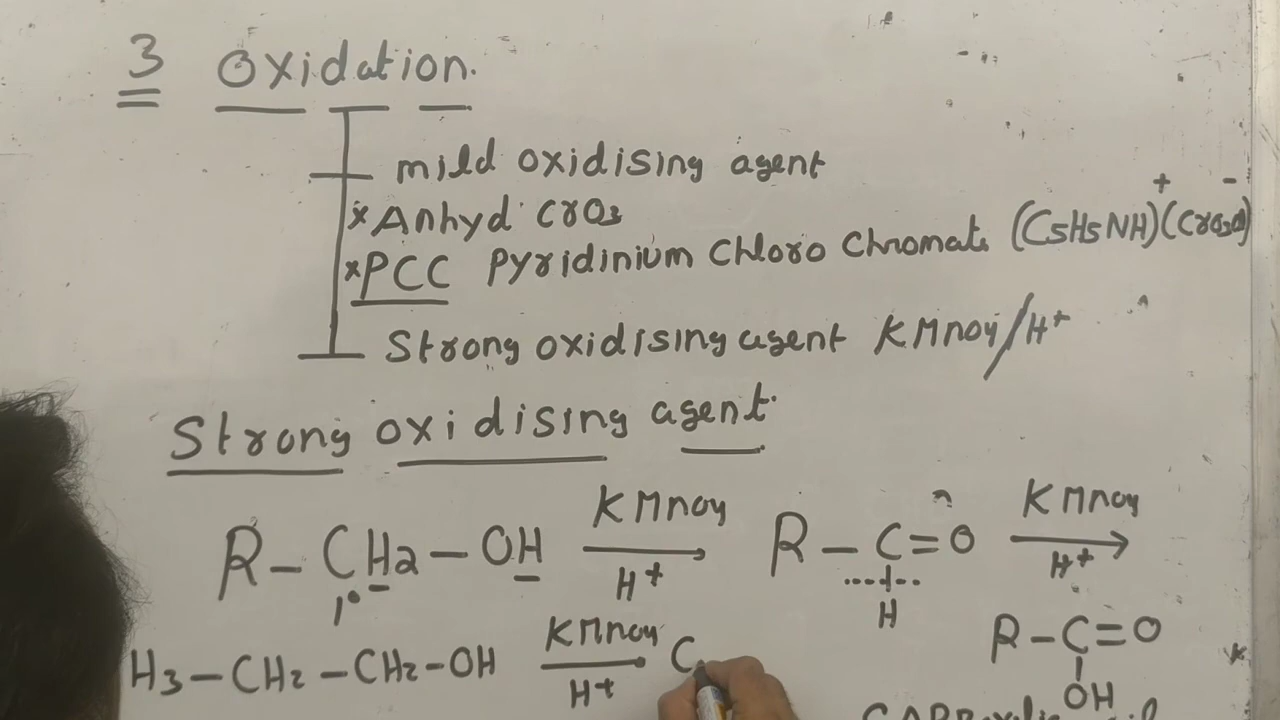 3 Oxidation.
mild oxidising agent
* Anhyd CrO3
* PCC Pyridinium Chloro Chromate (C5H5NH)+(CrO3Cl)-
Strong oxidising agent KMnO4/H+
Strong oxidising agent
R – CH2 – OH KMnO4 H+ R – C = O KMnO4 H+
1° H
R – C = O
OH
H3 – CH2 – CH2 – OH KMnO4 H+ C